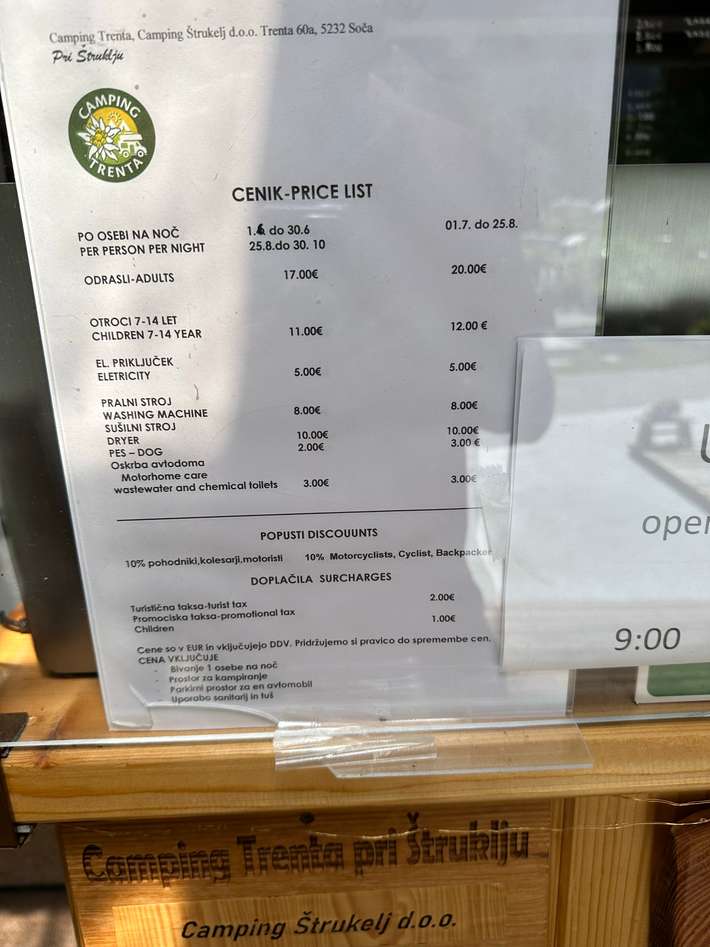 Camping Trenta, Camping Štrukelj d.o.o. Trenta 60a, 5232 Soča
Pri Štruklju
CAMPING
TRENTA
CENIK-PRICE LIST
PO OSEBI NA NOČ 1. do 30.6 01.7. do 25.8.
PER PERSON PER NIGHT 25.8.do 30. 10
ODRASLI-ADULTS 17.00€ 20.00€
OTROCI 7-14 LET
CHILDREN 7-14 YEAR 11.00€ 12.00 €
EL. PRIKLJUČEK
ELETRICITY 5.00€ 5.00€
PRALNI STROJ
WASHING MACHINE 8.00€ 8.00€
SUŠILNI STROJ
DRYER 10.00€ 10.00€
PES – DOG 2.00€ 3.00 €
Oskrba avtodoma
Motorhome care
wastewater and chemical toilets 3.00€ 3.00€
POPUSTI DISCOUUNTS
10% pohodniki,kolesarji,motoristi 10% Motorcyclists, Cyclist, Backpacker
DOPLAČILA SURCHARGES
Turistična taksa-turist tax 2.00€
Promociska taksa-promotional tax 1.00€
Children
Cene so v EUR in vključujejo DDV. Pridržujemo si pravico do spremembe cen.
CENA VKLJUČUJE
- Bivanje 1 osebe na noč
- Prostor za kampiranje
- Parkirni prostor za en avtomobil
- Uporabo sanitarij in tuš
9:00
Camping Trenta pri Štruklju
Camping Štrukelj d.o.o.